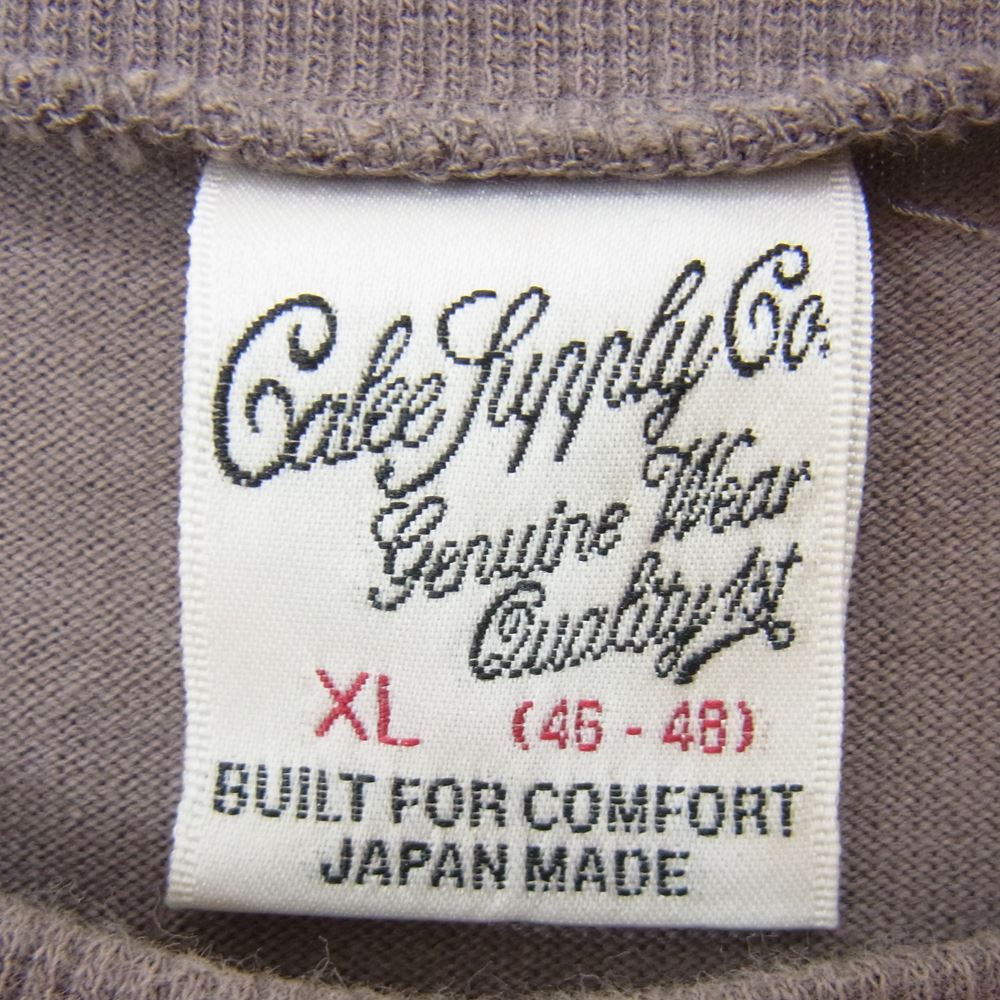 Calee Supply Co.
Genuine Wear
Quality 1st
XL (46 - 48)
BUILT FOR COMFORT
JAPAN MADE